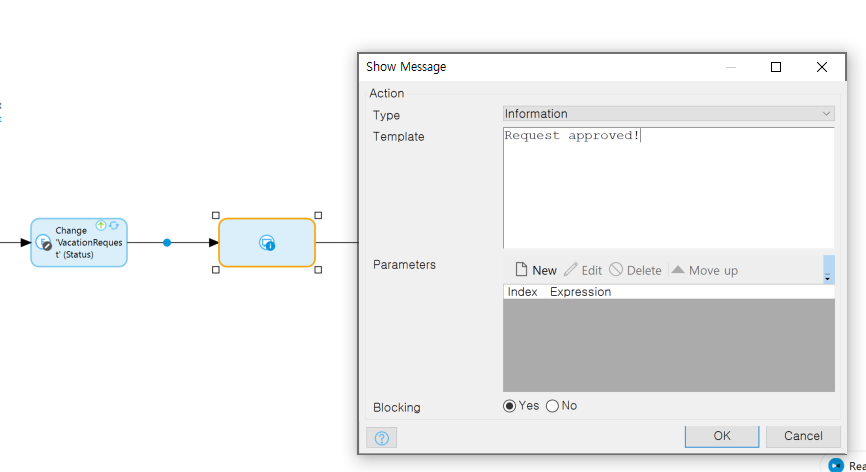 Show Message
Action
Type
Information
Template
Request approved!
Change
'VacationReques
t' (Status)
Parameters
New
Edit
Delete
Move up
Index
Expression
Blocking
Yes
No
?
OK
Cancel
Rea